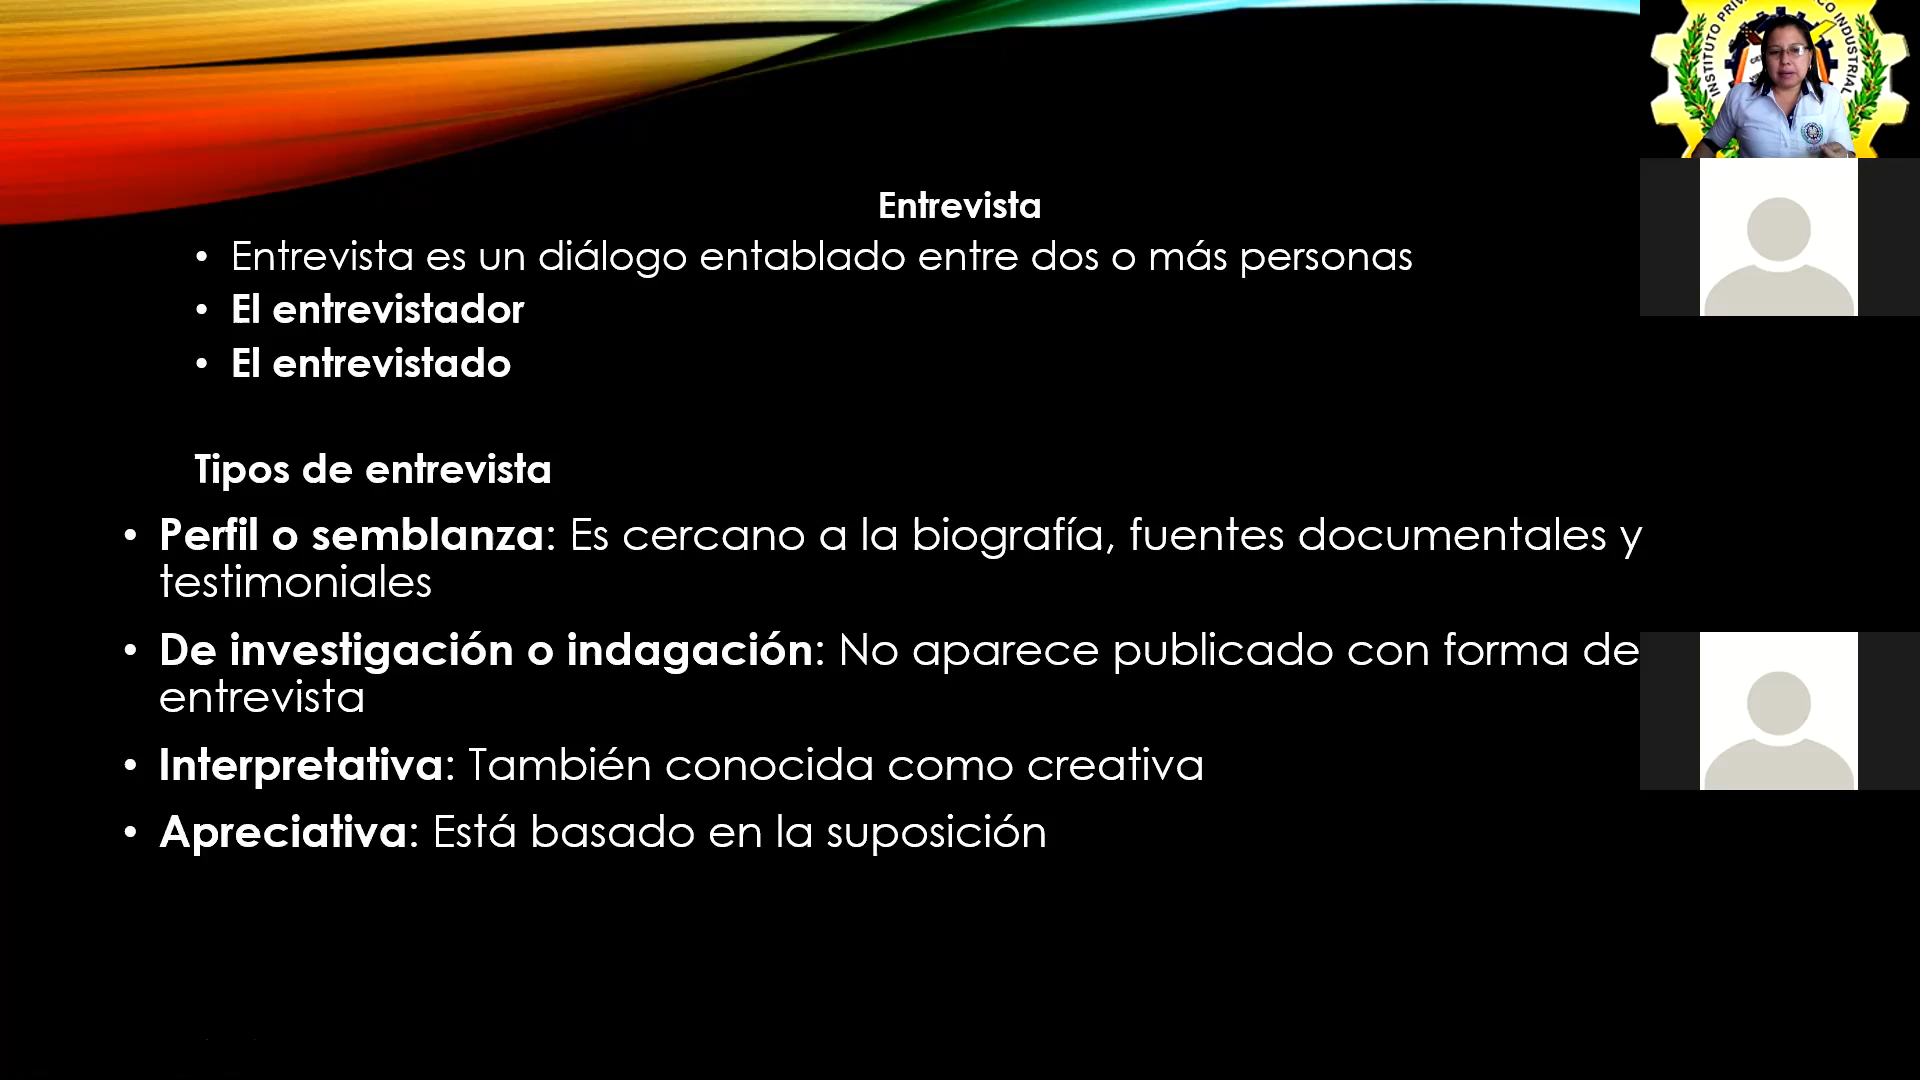 Entrevista
• Entrevista es un diálogo entablado entre dos o más personas
• El entrevistador
• El entrevistado
Tipos de entrevista
• Perfil o semblanza: Es cercano a la biografía, fuentes documentales y
testimoniales
• De investigación o indagación: No aparece publicado con forma de
entrevista
• Interpretativa: También conocida como creativa
• Apreciativa: Está basado en la suposición
INSTITUTO
INDUSTRIAL